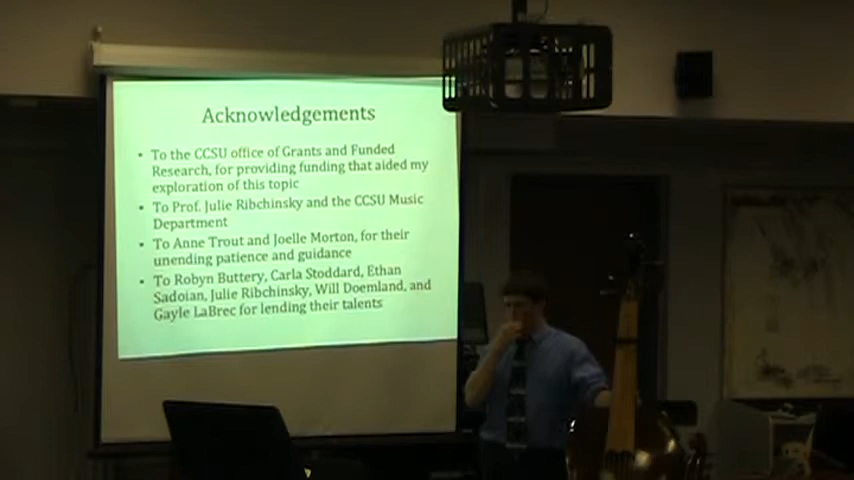 Acknowledgements
• To the CCSU office of Grants and Funded
Research, for providing funding that aided my
exploration of this topic
• To Prof. Julie Ribchinsky and the CCSU Music
Department
• To Anne Trout and Joelle Morton, for their
unending patience and guidance
• To Robyn Buttery, Carla Stoddard, Ethan
Sadoian, Julie Ribchinsky, Will Doemland, and
Gayle LaBrec for lending their talents